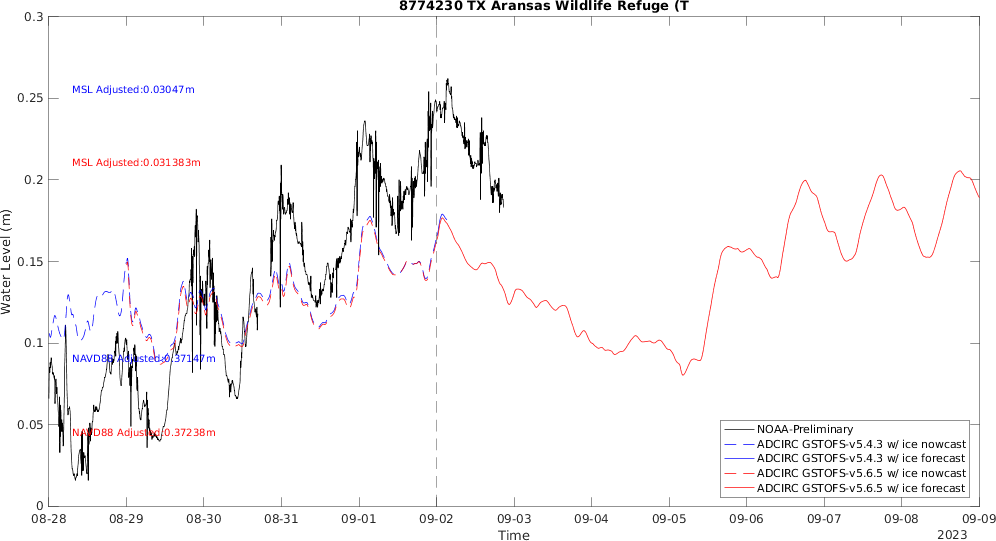 8774230 TX Aransas Wildlife Refuge (T
Water Level (m)
0.3
0.25
0.2
0.15
0.1
0.05
0
MSL Adjusted:0.03047m
MSL Adjusted:0.031383m
NAVD88 Adjusted:0.37147m
NAVD88 Adjusted:0.37238m
NOAA-Preliminary
ADCIRC GSTOFS-v5.4.3 w/ ice nowcast
ADCIRC GSTOFS-v5.4.3 w/ ice forecast
ADCIRC GSTOFS-v5.6.5 w/ ice nowcast
ADCIRC GSTOFS-v5.6.5 w/ ice forecast
08-28 08-29 08-30 08-31 09-01 09-02 09-03 09-04 09-05 09-06 09-07 09-08 09-09
Time
2023